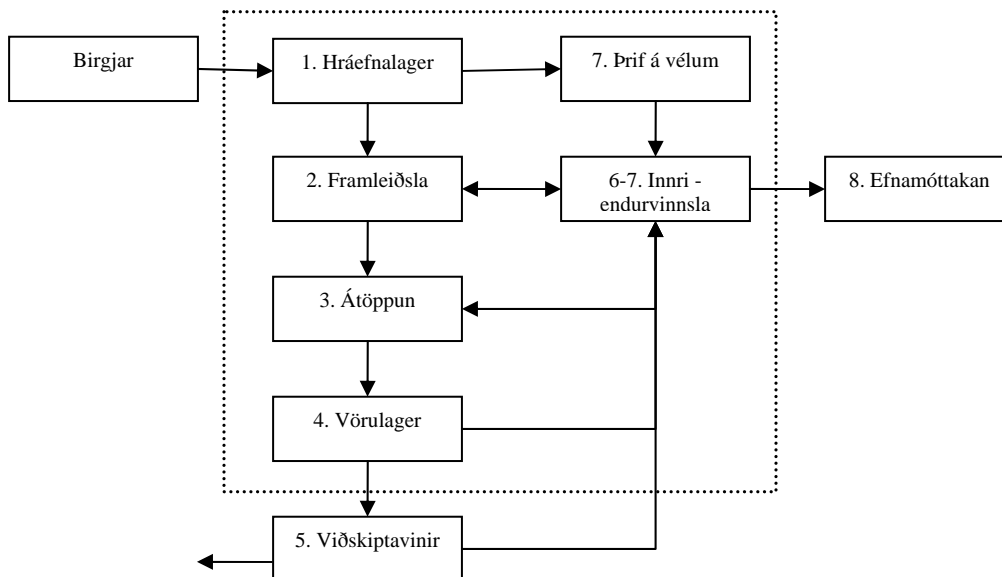 Birgjar
1. Hráefnalager
7. Þrif á vélum
2. Framleiðsla
6-7. Innri -
endurvinnsla
8. Efnamóttakan
3. Átöppun
4. Vörulager
5. Viðskiptavinir